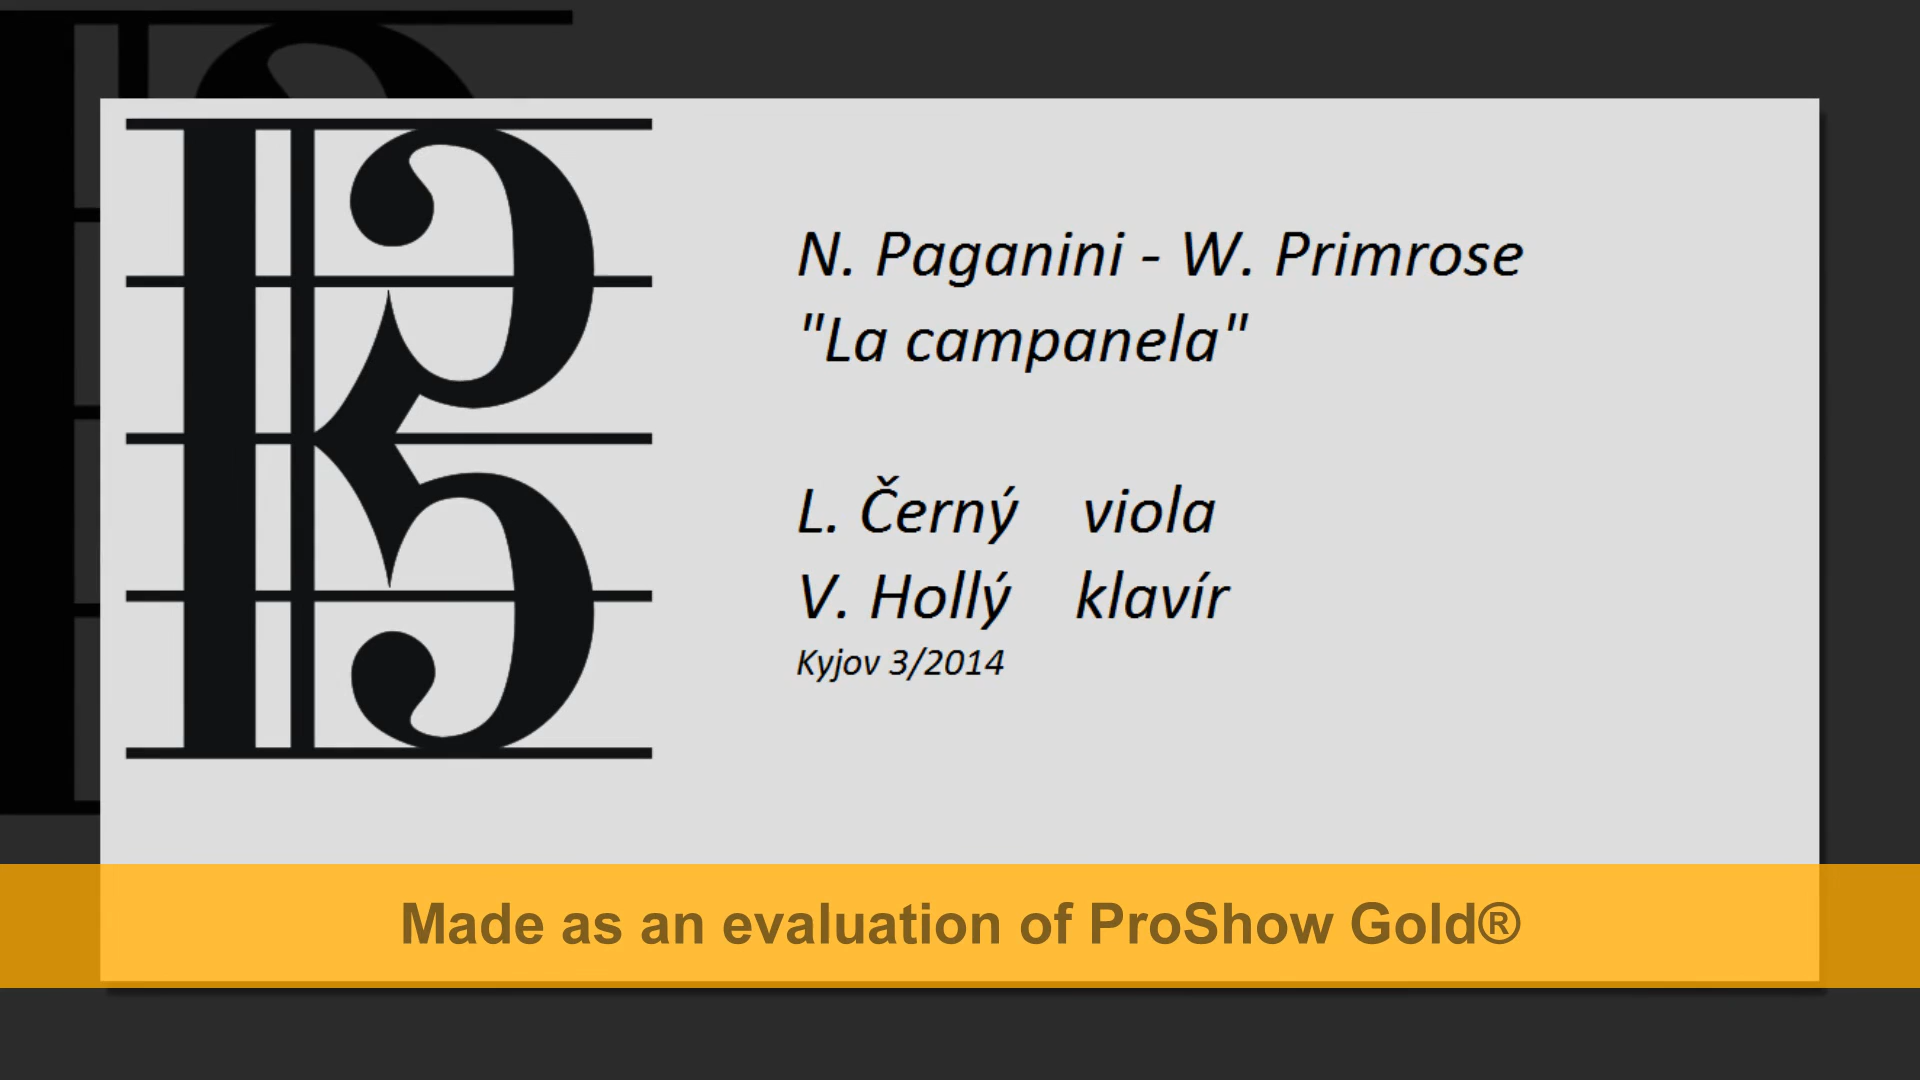 N. Paganini - W. Primrose
"La campanela"
L. Černý viola
V. Hollý klavír
Kyjov 3/2014
Made as an evaluation of ProShow Gold®